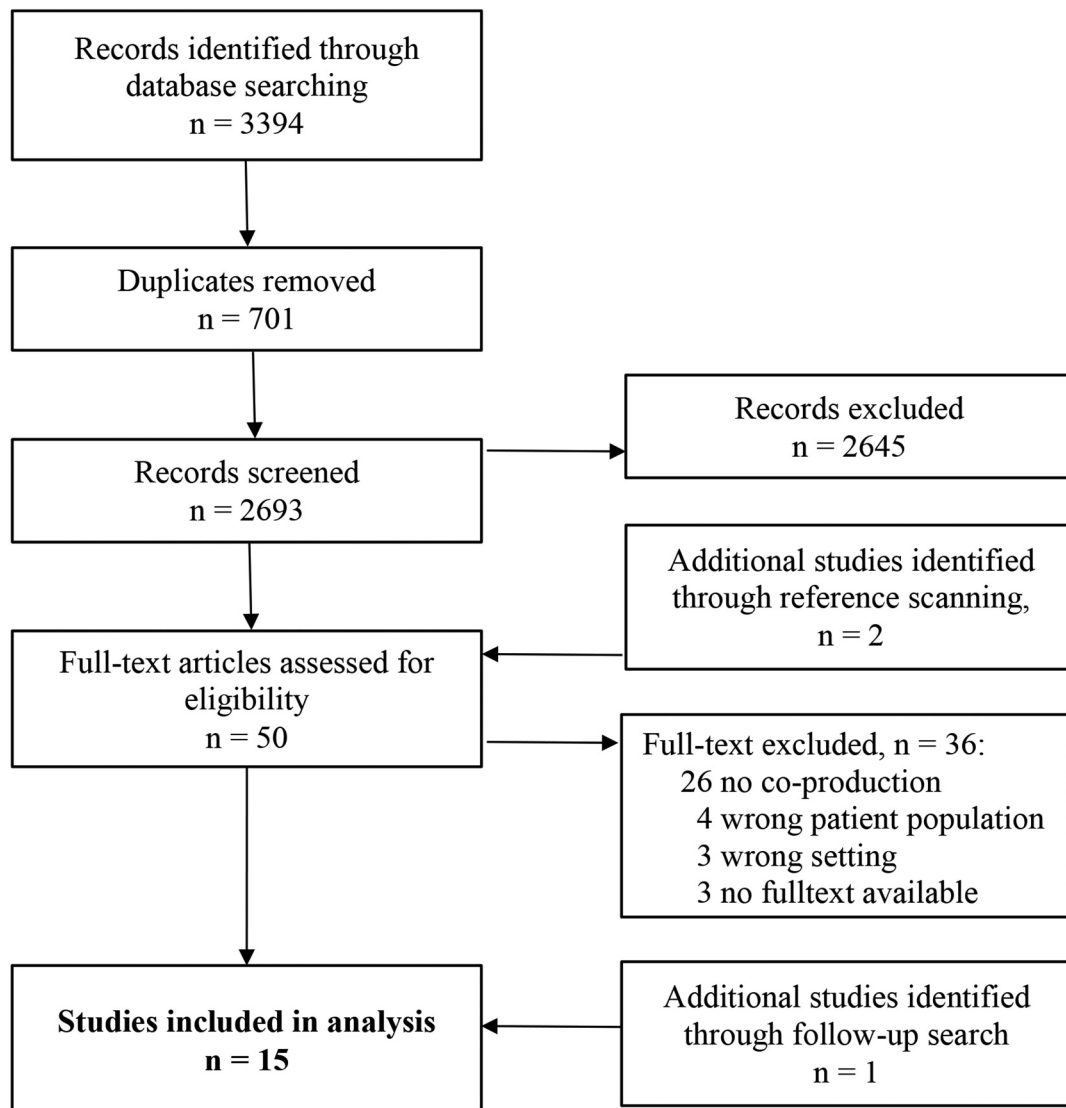 Records identified through
database searching
n = 3394
Duplicates removed
n = 701
Records excluded
n = 2645
Records screened
n = 2693
Additional studies identified
through reference scanning,
n = 2
Full-text articles assessed for
eligibility
n = 50
Full-text excluded, n = 36:
26 no co-production
4 wrong patient population
3 wrong setting
3 no fulltext available
Studies included in analysis
n = 15
Additional studies identified
through follow-up search
n = 1